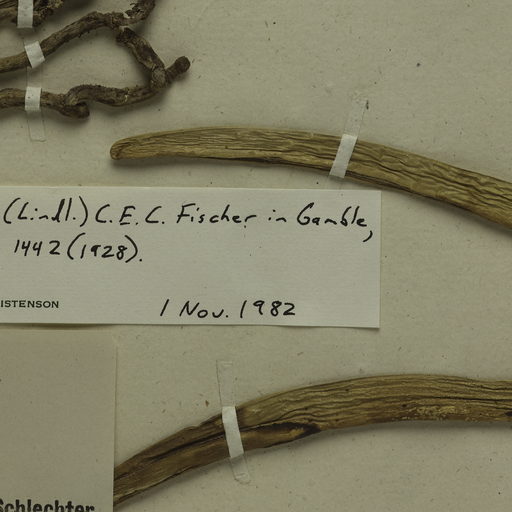 (Lindl.) C. E. C. Fischer in Gamble,
1442 (1928).
ISTENSON 1 Nov. 1982
Schlechter